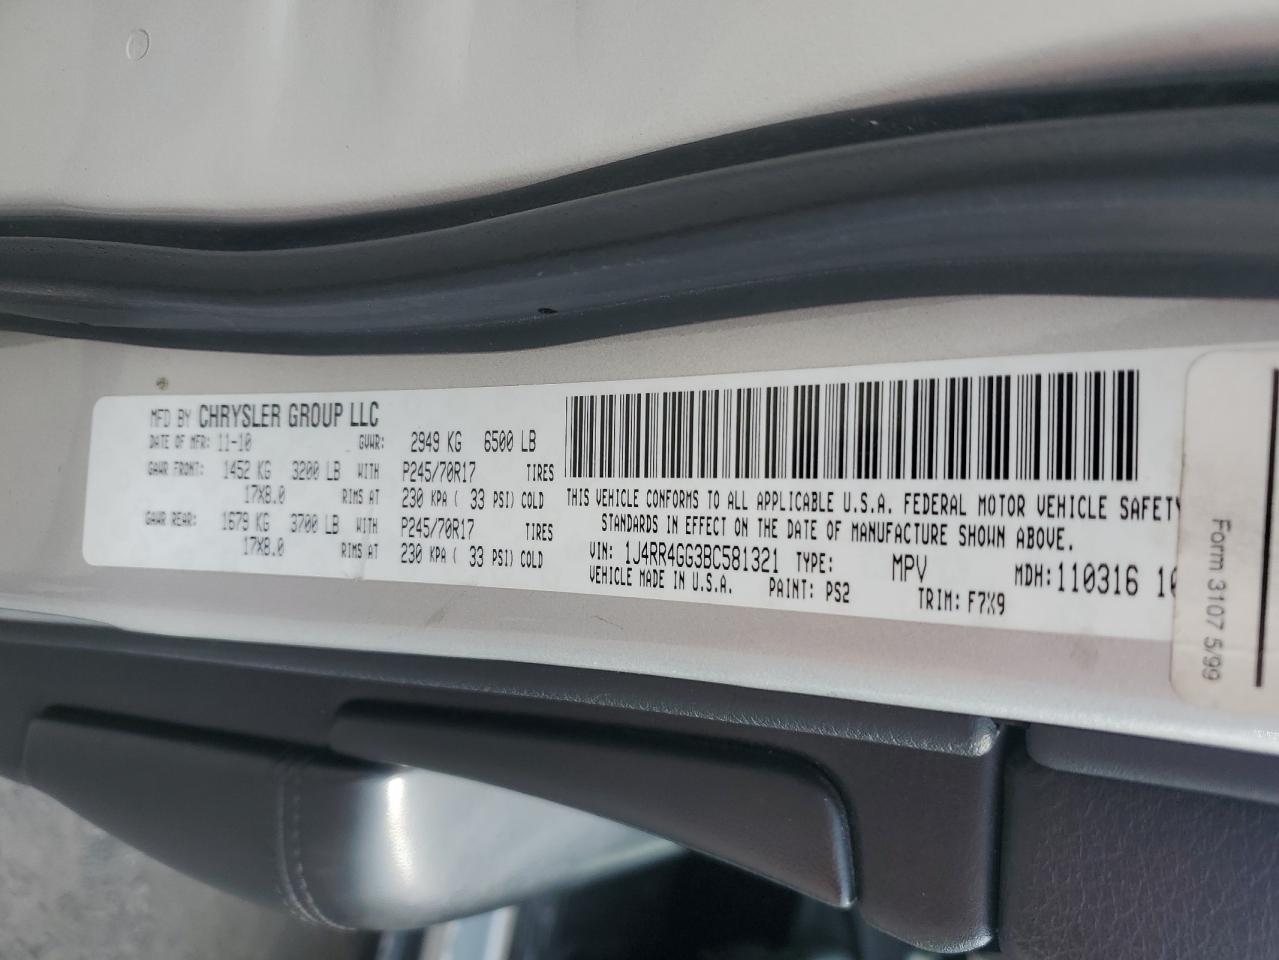 MFD BY CHRYSLER GROUP LLC
DATE OF MFR: 11-10 GVWR: 2949 KG 6500 LB
GAWR FRONT: 1452 KG 3200 LB WITH P245/70R17 TIRES
17X8.0 RIMS AT 230 KPA ( 33 PSI) COLD
GAWR REAR: 1679 KG 3700 LB WITH P245/70R17 TIRES
17X8.0 RIMS AT 230 KPA ( 33 PSI) COLD
THIS VEHICLE CONFORMS TO ALL APPLICABLE U.S.A. FEDERAL MOTOR VEHICLE SAFETY
STANDARDS IN EFFECT ON THE DATE OF MANUFACTURE SHOWN ABOVE.
VIN: 1J4RR4GG3BC581321 TYPE: MPV MDH: 110316
VEHICLE MADE IN U.S.A. PAINT: PS2 TRIM: F7X9
Form 3107 5/99